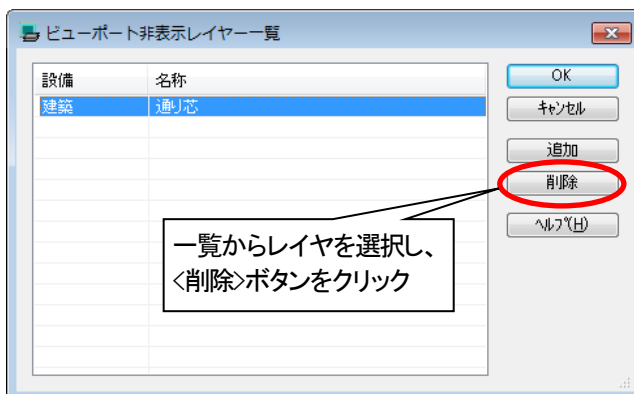 ビューポート非表示レイヤー一覧
設備 名称
建築 通り芯
OK
キャンセル
追加
削除
ヘルプ(H)
一覧からレイヤを選択し、
<削除>ボタンをクリック